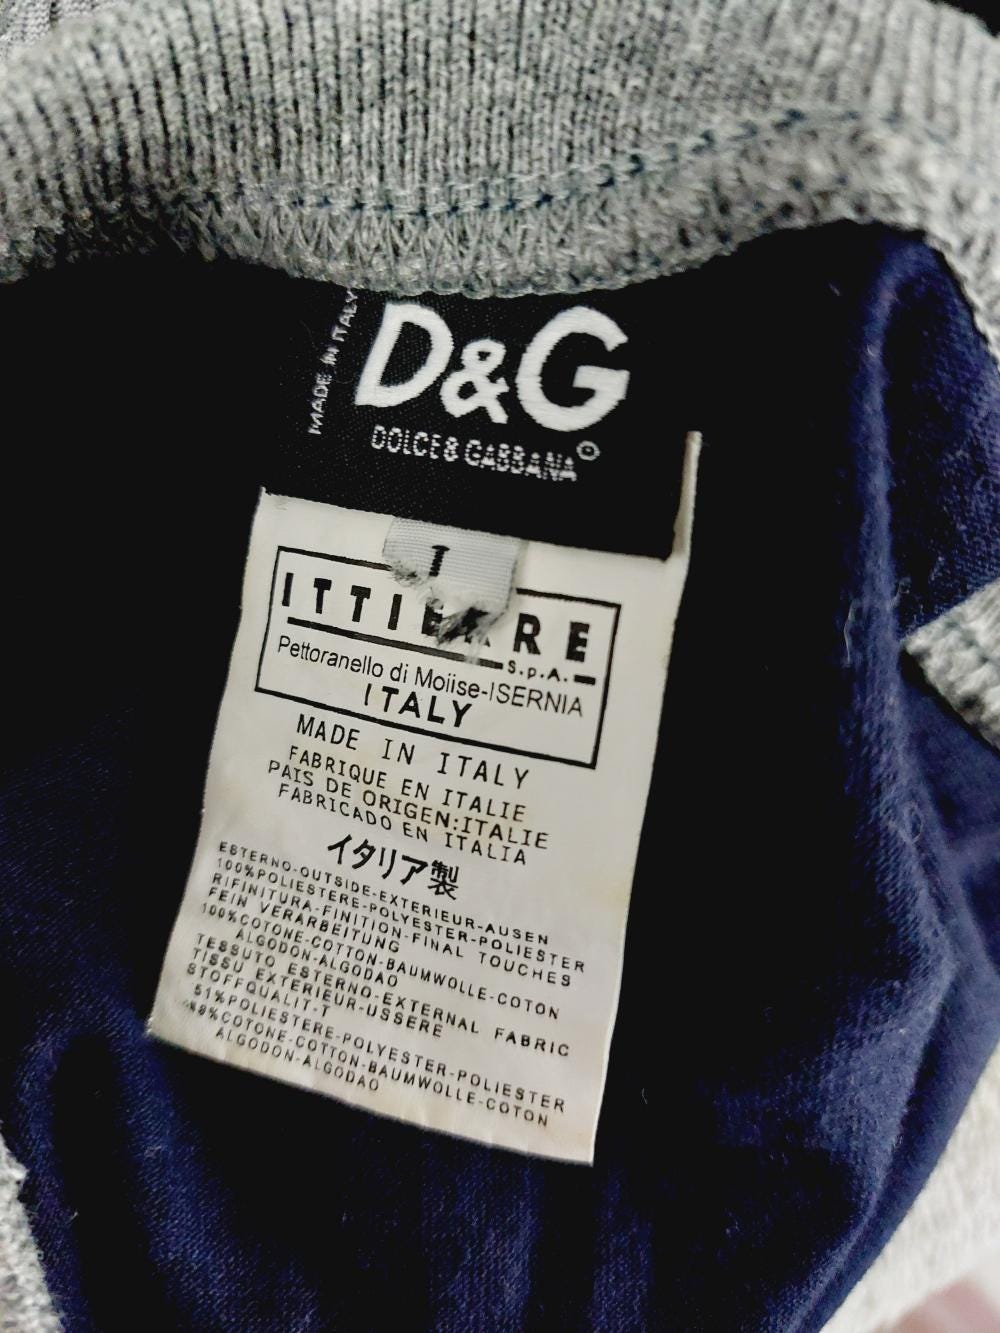 MADE IN ITALY
D&G
DOLCE & GABBANA
S.p.A.
Pettoranello di Moiise-ISERNIA
ITALY
MADE IN ITALY
FABRIQUE EN ITALIE
PAIS DE ORIGEN:ITALIE
FABRICADO EN ITALIA
イタリア製
ESTERNO-OUTSIDE-EXTERIEUR-AUSEN
100%POLIESTERE-POLYESTER-POLIESTER
RIFINITURA-FINITION-FINAL TOUCHES
FEIN VERARBEITUNG
100%COTONE-COTTON-BAUMWOLLE-COTON
ALGODON-ALGODAO
TESSUTO ESTERNO-EXTERNAL FABRIC
TISSU EXTERIEUR-USSERE
STOFFQUALIT-T
51%POLIESTERE-POLYESTER-POLIESTER
COTONE-COTTON-BAUMWOLLE-COTON
ALGODON-ALGODAO